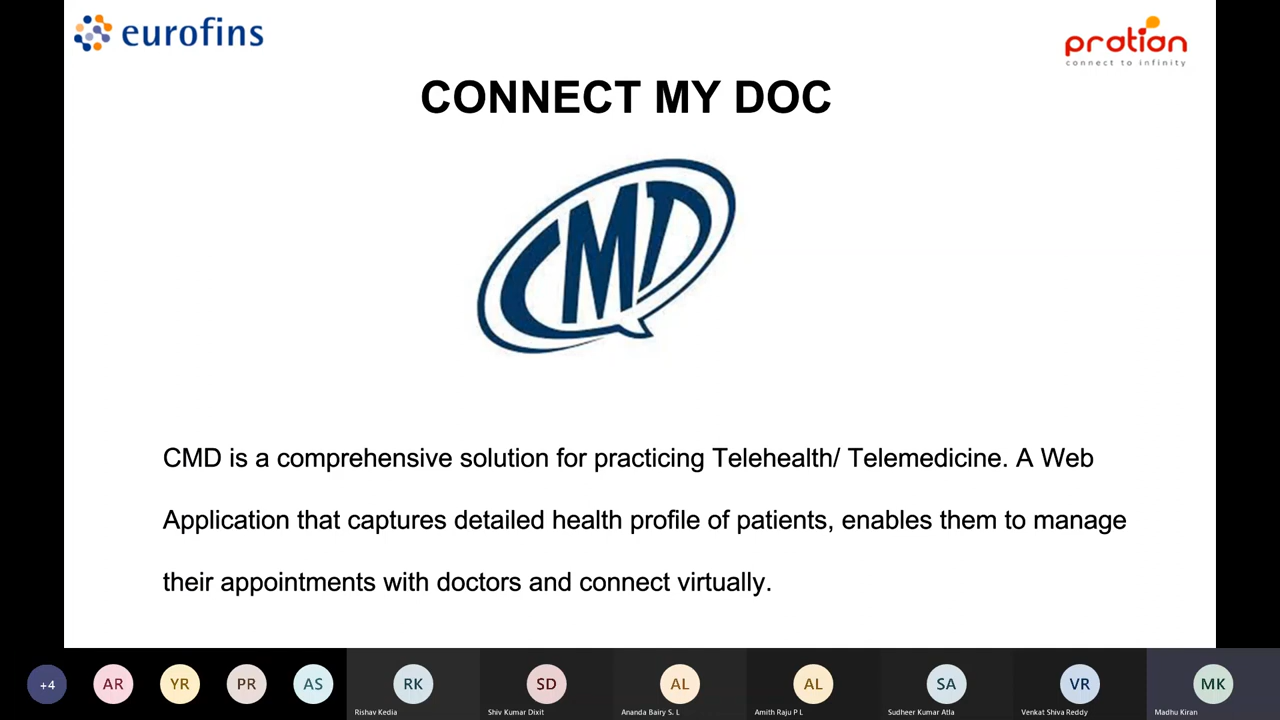 eurofins
pratian
connect to infinity
CONNECT MY DOC
CMD
CMD is a comprehensive solution for practicing Telehealth/ Telemedicine. A Web
Application that captures detailed health profile of patients, enables them to manage
their appointments with doctors and connect virtually.
+4
AR
YR
PR
AS
RK
SD
AL
AL
SA
VR
MK
Rishav Kedia
Shiv Kumar Dixit
Ananda Bairy S. L
Amith Raju P L
Sudheer Kumar Atla
Venkat Shiva Reddy
Madhu Kiran